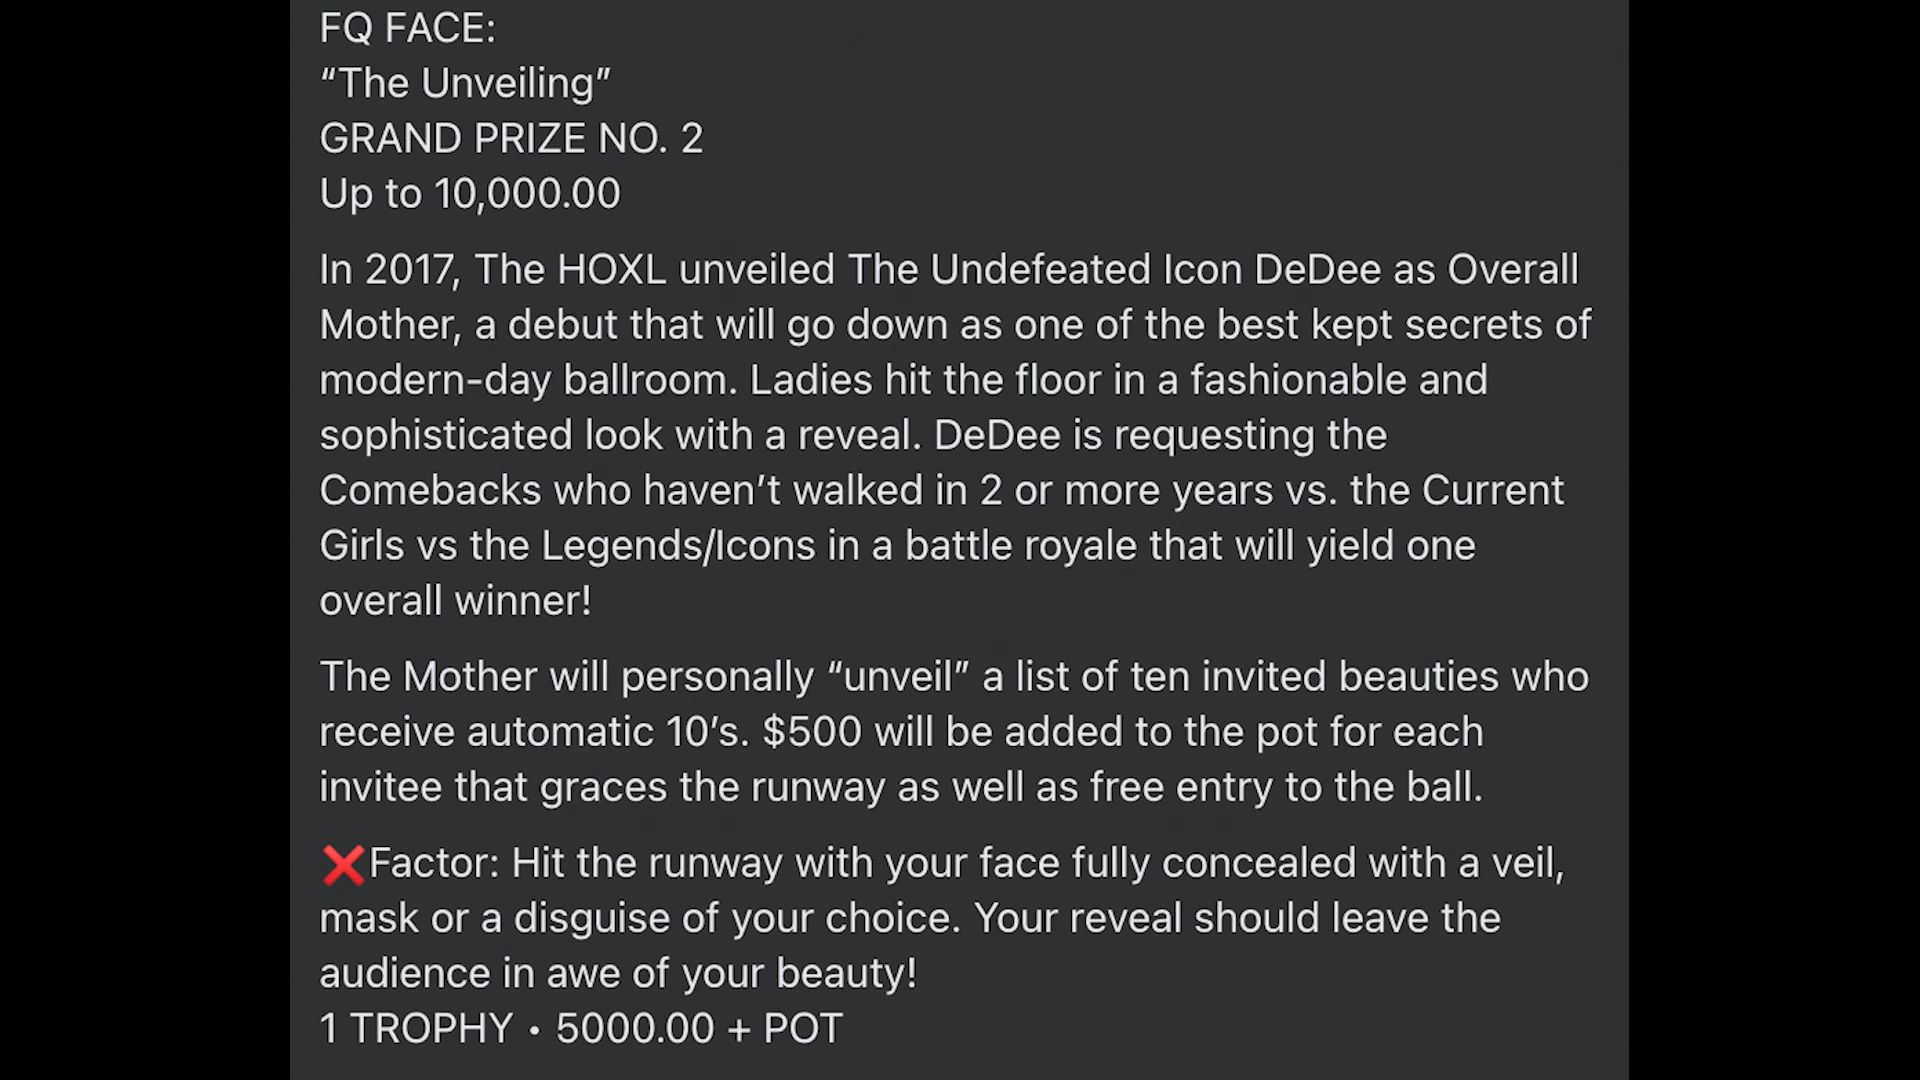 FQ FACE:
“The Unveiling”
GRAND PRIZE NO. 2
Up to 10,000.00
In 2017, The HOXL unveiled The Undefeated Icon DeDee as Overall
Mother, a debut that will go down as one of the best kept secrets of
modern-day ballroom. Ladies hit the floor in a fashionable and
sophisticated look with a reveal. DeDee is requesting the
Comebacks who haven’t walked in 2 or more years vs. the Current
Girls vs the Legends/Icons in a battle royale that will yield one
overall winner!
The Mother will personally “unveil” a list of ten invited beauties who
receive automatic 10’s. $500 will be added to the pot for each
invitee that graces the runway as well as free entry to the ball.
❌Factor: Hit the runway with your face fully concealed with a veil,
mask or a disguise of your choice. Your reveal should leave the
audience in awe of your beauty!
1 TROPHY • 5000.00 + POT